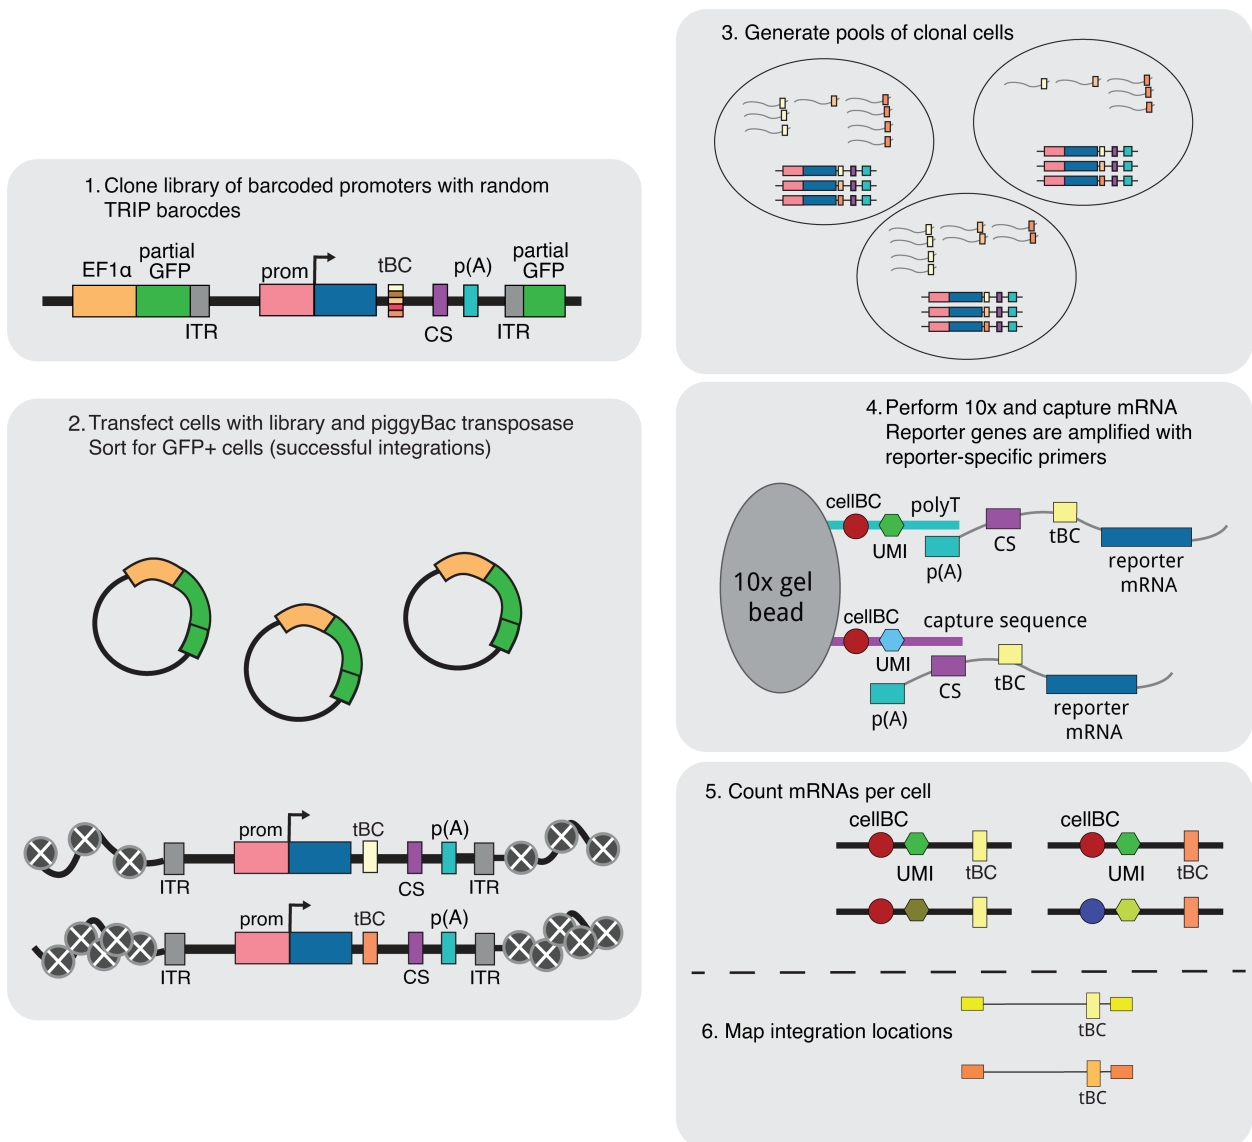 1. Clone library of barcoded promoters with random
TRIP barocdes
EF1α
partial
GFP
ITR
prom
tBC
CS
p(A)
partial
GFP
ITR
2. Transfect cells with library and piggyBac transposase
Sort for GFP+ cells (successful integrations)
prom
tBC
p(A)
ITR
CS
ITR
prom
tBC
p(A)
ITR
CS
ITR
3. Generate pools of clonal cells
4. Perform 10x and capture mRNA
Reporter genes are amplified with
reporter-specific primers
10x gel
bead
cellBC
polyT
UMI
p(A)
CS
tBC
reporter
mRNA
cellBC
capture sequence
UMI
p(A)
CS
tBC
reporter
mRNA
5. Count mRNAs per cell
cellBC
UMI
tBC
cellBC
UMI
tBC
6. Map integration locations
tBC
tBC